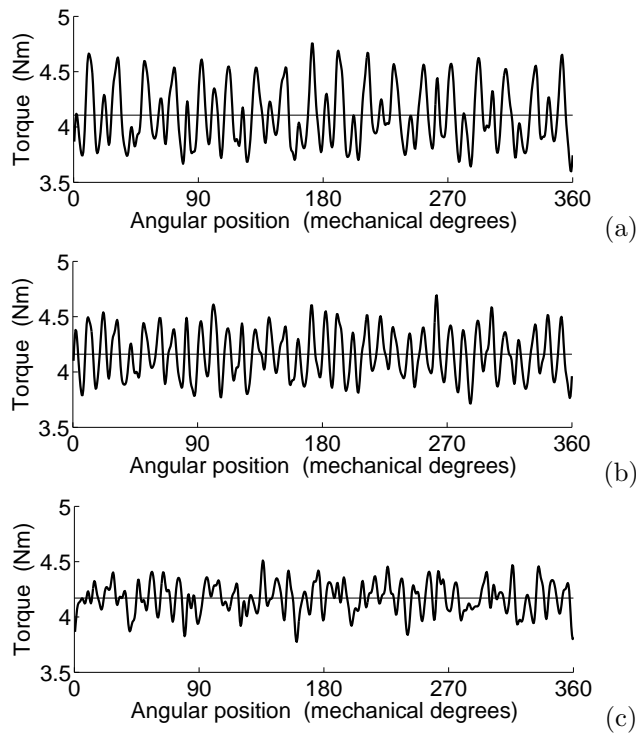 5
4.5
4
3.5
Torque (Nm)
0 90 180 270 360
Angular position (mechanical degrees)
(a)
5
4.5
4
3.5
Torque (Nm)
0 90 180 270 360
Angular position (mechanical degrees)
(b)
5
4.5
4
3.5
Torque (Nm)
0 90 180 270 360
Angular position (mechanical degrees)
(c)